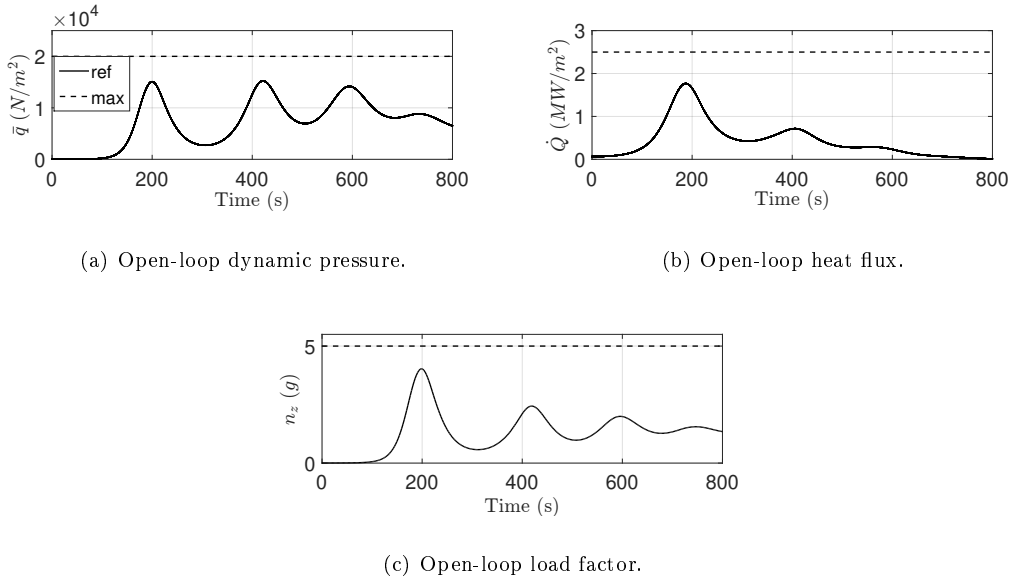 ×10⁴
2
1
0
q̄ (N/m²)
ref
max
0 200 400 600 800
Time (s)
(a) Open-loop dynamic pressure.
3
2
1
0
Q̇ (MW/m²)
0 200 400 600 800
Time (s)
(b) Open-loop heat flux.
5
0
n_z (g)
0 200 400 600 800
Time (s)
(c) Open-loop load factor.